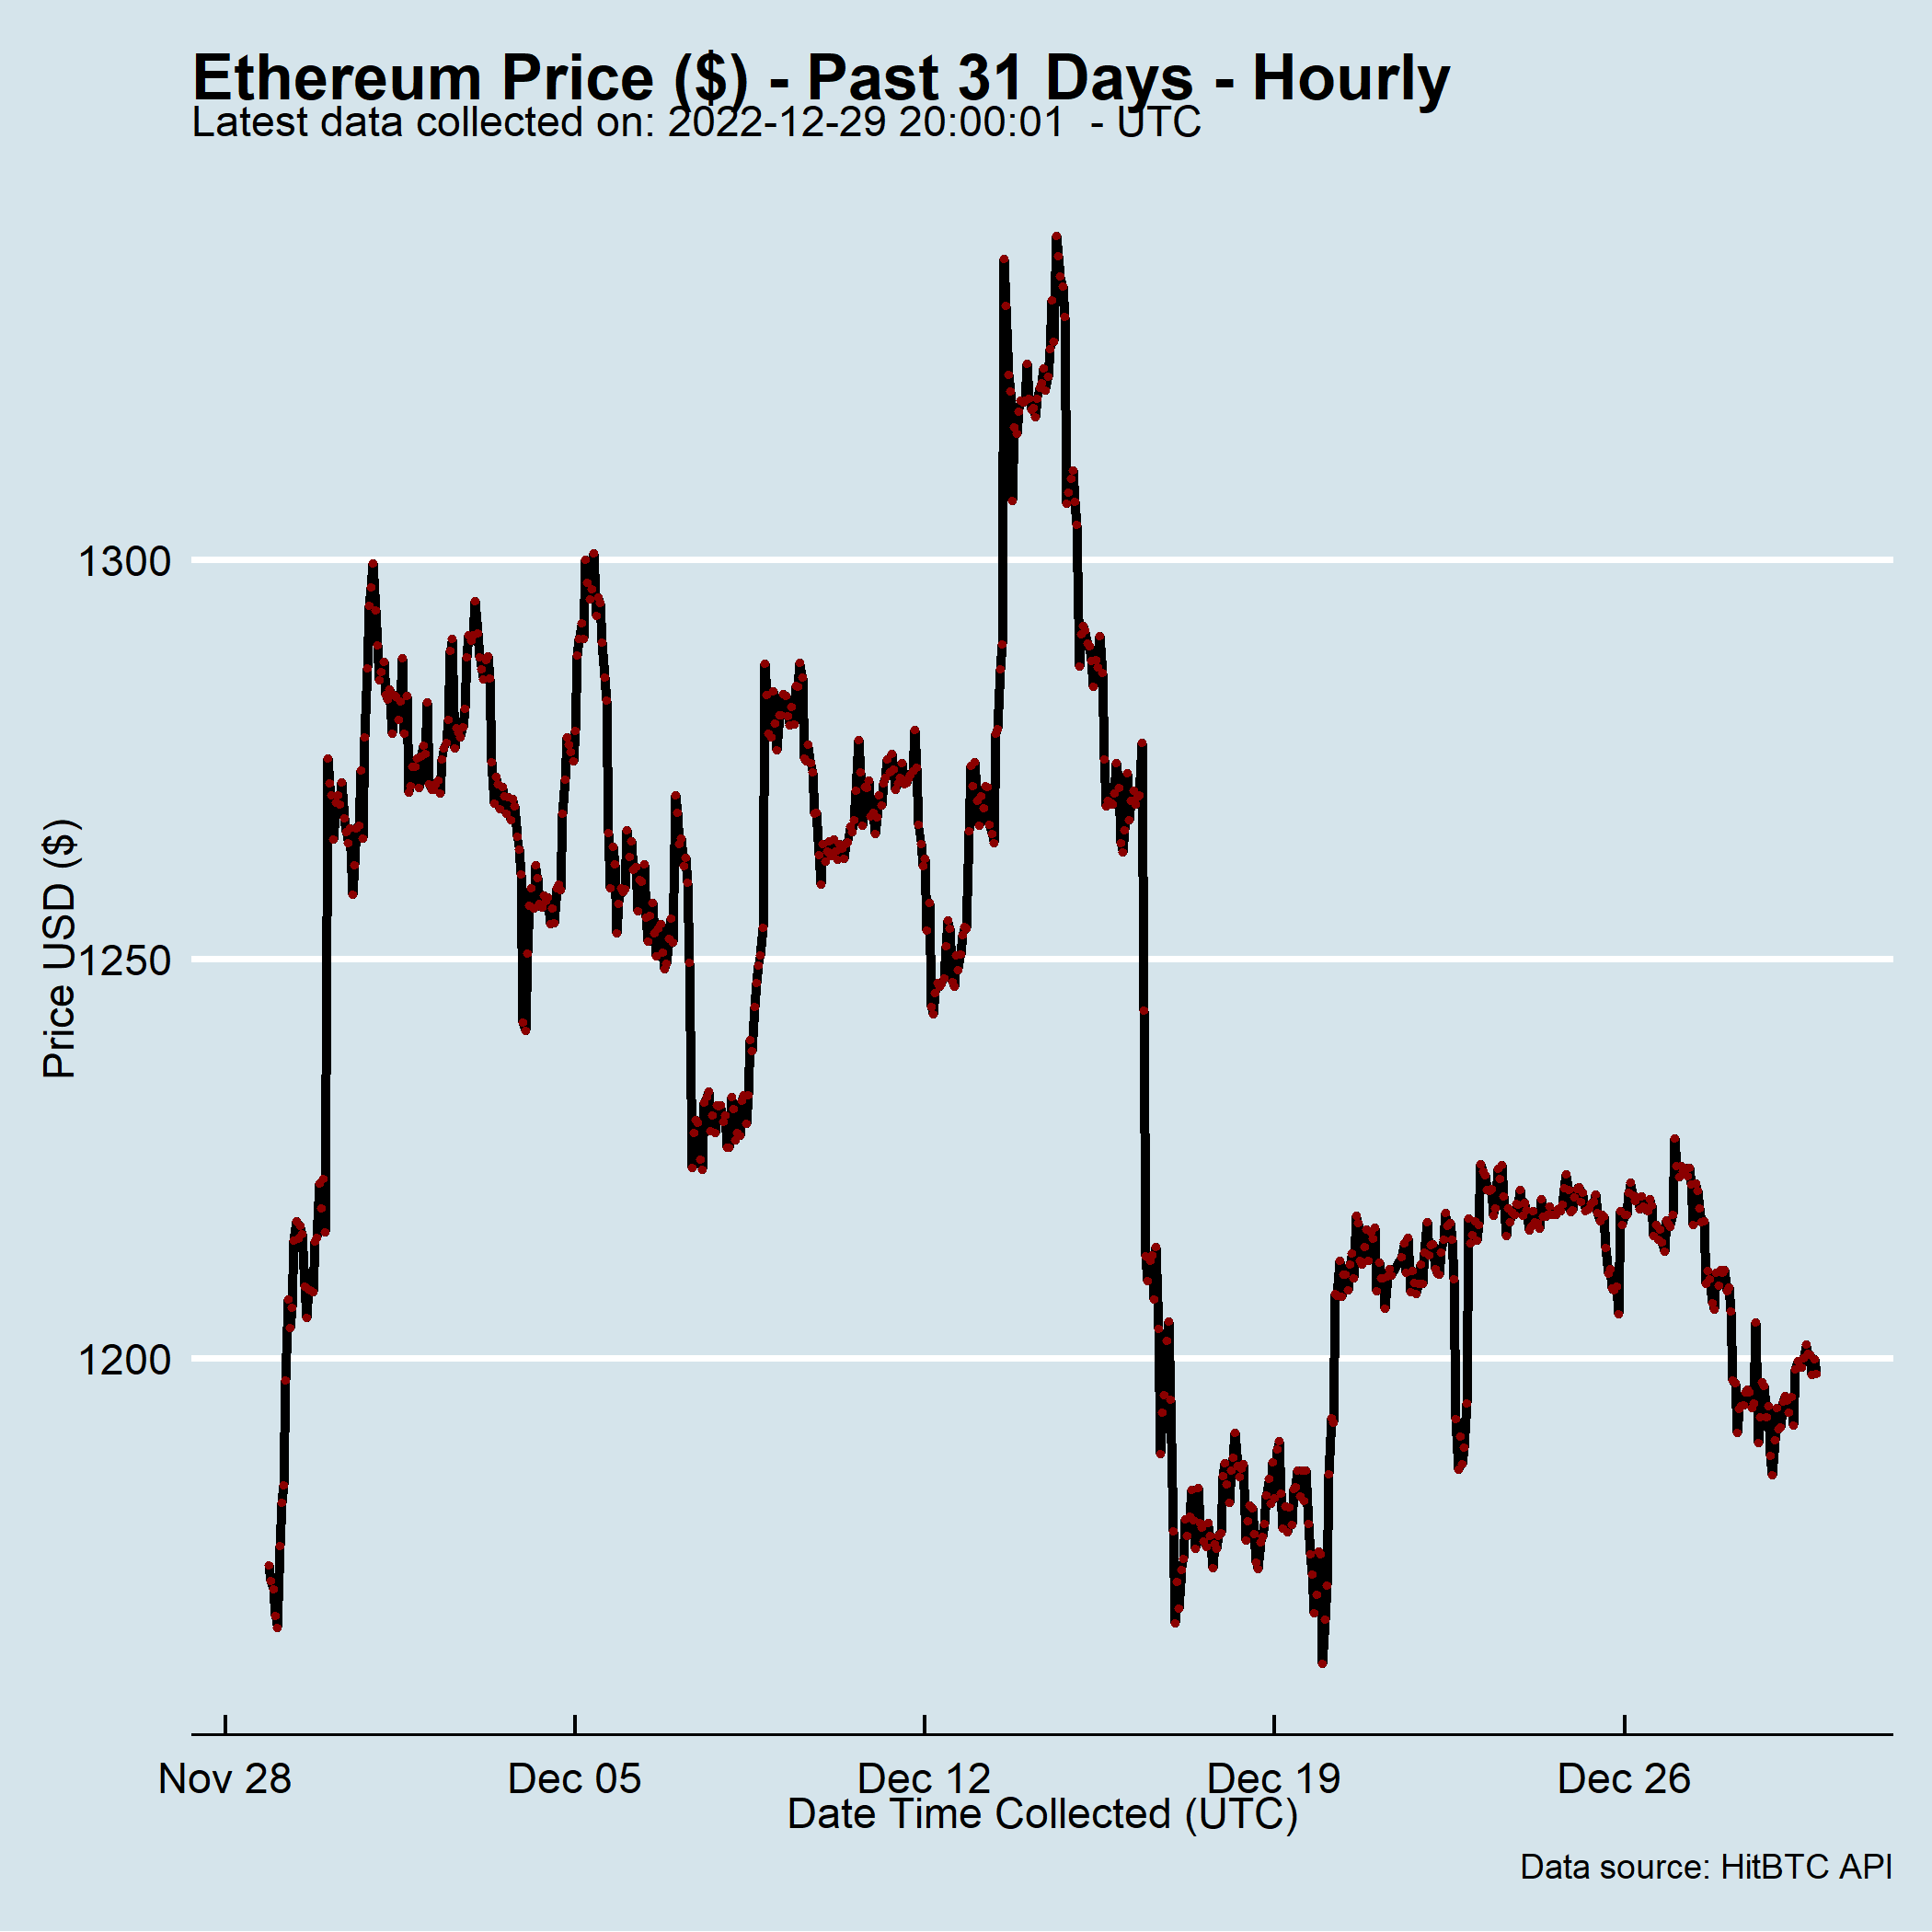 Ethereum Price ($) - Past 31 Days - Hourly
Latest data collected on: 2022-12-29 20:00:01  - UTC
1300
1250
1200
Price USD ($)
Nov 28
Dec 05
Dec 12
Dec 19
Dec 26
Date Time Collected (UTC)
Data source: HitBTC API